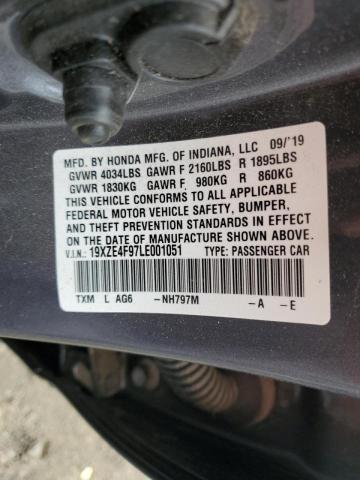 MFD. BY HONDA MFG. OF INDIANA, LLC 09/'19
GVWR 4034LBS GAWR F 2160LBS R 1895LBS
GVWR 1830KG GAWR F 980KG R 860KG
THIS VEHICLE CONFORMS TO ALL APPLICABLE
FEDERAL MOTOR VEHICLE SAFETY, BUMPER,
AND THEFT PREVENTION STANDARDS IN EFFECT
ON THE DATE OF MANUFACTURE SHOWN ABOVE.
V.I.N.: 19XZE4F97LE001051 TYPE: PASSENGER CAR
TXM L AG6 -NH797M -A -E